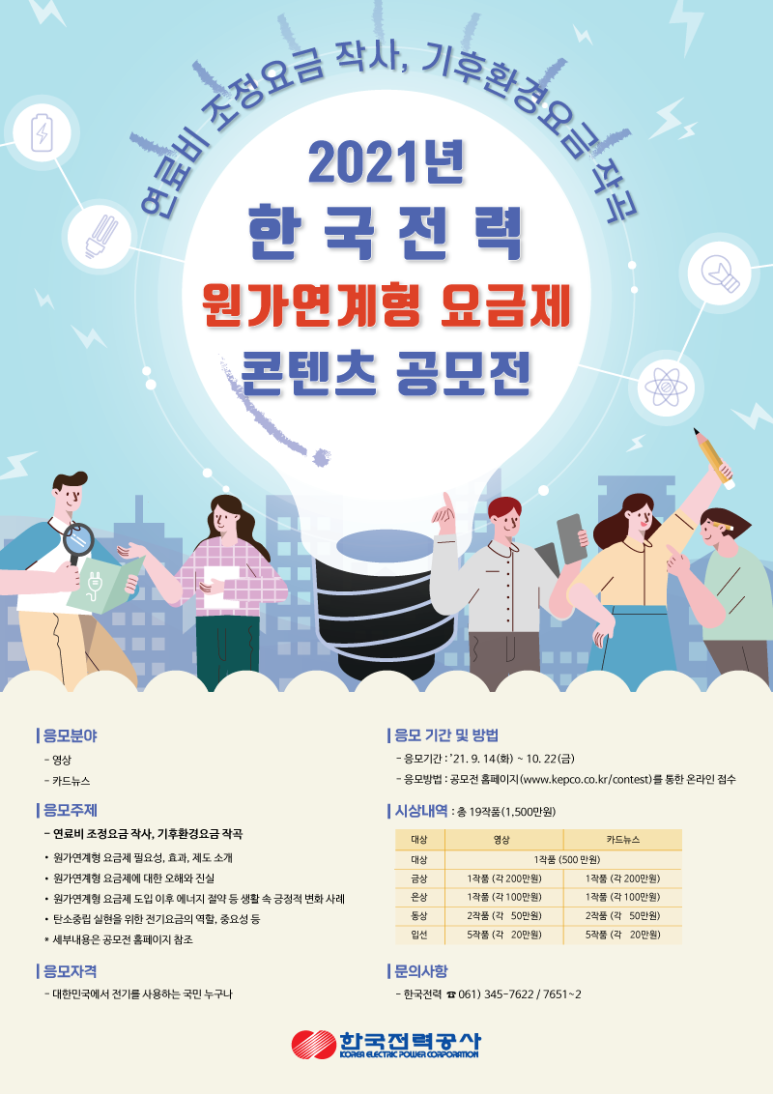 연료비 조정요금 작사, 기후환경요금 작곡
2021년
한국전력
원가연계형 요금제
콘텐츠 공모전
응모분야
- 영상
- 카드뉴스
응모주제
- 연료비 조정요금 작사, 기후환경요금 작곡
• 원가연계형 요금제 필요성, 효과, 제도 소개
• 원가연계형 요금제에 대한 오해와 진실
• 원가연계형 요금제 도입 이후 에너지 절약 등 생활 속 긍정적 변화 사례
• 탄소중립 실현을 위한 전기요금의 역할, 중요성 등
* 세부내용은 공모전 홈페이지 참조
응모자격
- 대한민국에서 전기를 사용하는 국민 누구나
응모 기간 및 방법
- 응모기간 : '21. 9. 14(화) ~ 10. 22(금)
- 응모방법 : 공모전 홈페이지(www.kepco.co.kr/contest)를 통한 온라인 접수
시상내역 : 총 19작품(1,500만원)
대상 영상 카드뉴스
대상 1작품 (500 만원)
금상 1작품 (각 200만원) 1작품 (각 200만원)
은상 1작품 (각 100만원) 1작품 (각 100만원)
동상 2작품 (각 50만원) 2작품 (각 50만원)
입선 5작품 (각 20만원) 5작품 (각 20만원)
문의사항
- 한국전력 ☎ 061) 345-7622 / 7651~2
한국전력공사
KOREA ELECTRIC POWER CORPORATION